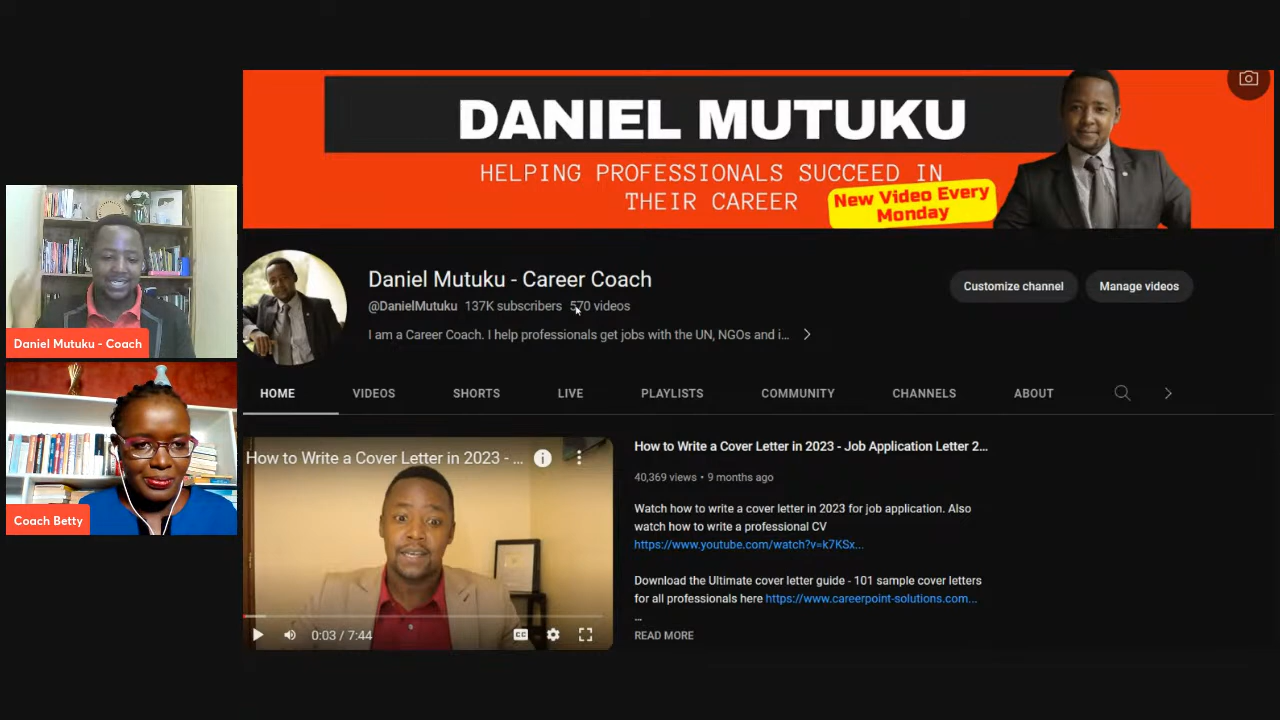 DANIEL MUTUKU
HELPING PROFESSIONALS SUCCEED IN
THEIR CAREER
New Video Every
Monday
Daniel Mutuku - Career Coach
Customize channel
Manage videos
@DanielMutuku 137K subscribers 570 videos
I am a Career Coach. I help professionals get jobs with the UN, NGOs and i...
Daniel Mutuku - Coach
HOME VIDEOS SHORTS LIVE PLAYLISTS COMMUNITY CHANNELS ABOUT
How to Write a Cover Letter in 2023 - ...
How to Write a Cover Letter in 2023 - Job Application Letter 2...
40,369 views • 9 months ago
Watch how to write a cover letter in 2023 for job application. Also
watch how to write a professional CV
https://www.youtube.com/watch?v=k7KSx...
Coach Betty
Download the Ultimate cover letter guide - 101 sample cover letters
for all professionals here https://www.careerpoint-solutions.com...
...
READ MORE
0:03 / 7:44
CC